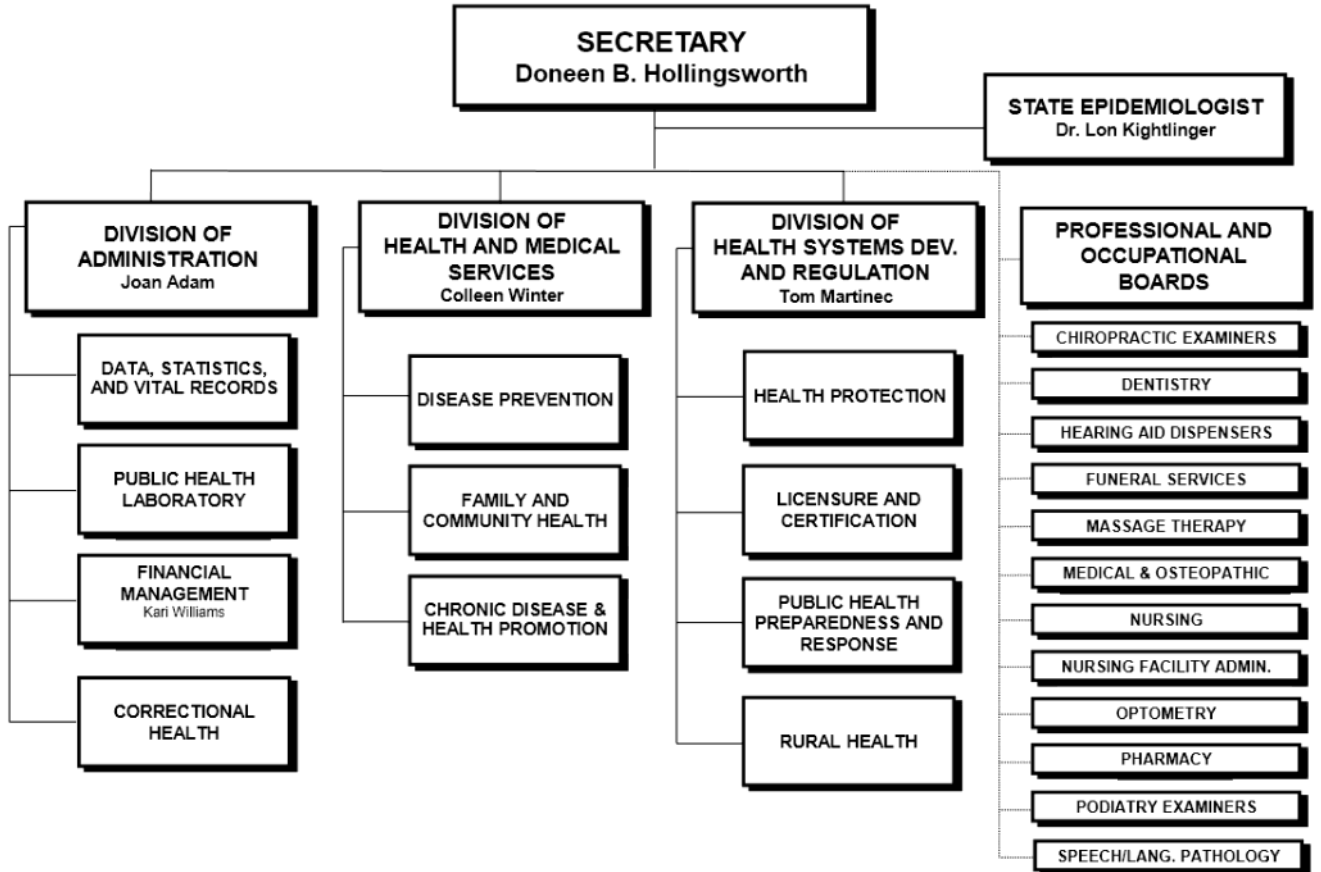 SECRETARY
Doneen B. Hollingsworth
STATE EPIDEMIOLOGIST
Dr. Lon Kightlinger
DIVISION OF
ADMINISTRATION
Joan Adam
DATA, STATISTICS,
AND VITAL RECORDS
PUBLIC HEALTH
LABORATORY
FINANCIAL
MANAGEMENT
Kari Williams
CORRECTIONAL
HEALTH
DIVISION OF
HEALTH AND MEDICAL
SERVICES
Colleen Winter
DISEASE PREVENTION
FAMILY AND
COMMUNITY HEALTH
CHRONIC DISEASE &
HEALTH PROMOTION
DIVISION OF
HEALTH SYSTEMS DEV.
AND REGULATION
Tom Martinec
HEALTH PROTECTION
LICENSURE AND
CERTIFICATION
PUBLIC HEALTH
PREPAREDNESS AND
RESPONSE
RURAL HEALTH
PROFESSIONAL AND
OCCUPATIONAL
BOARDS
CHIROPRACTIC EXAMINERS
DENTISTRY
HEARING AID DISPENSERS
FUNERAL SERVICES
MASSAGE THERAPY
MEDICAL & OSTEOPATHIC
NURSING
NURSING FACILITY ADMIN.
OPTOMETRY
PHARMACY
PODIATRY EXAMINERS
SPEECH/LANG. PATHOLOGY